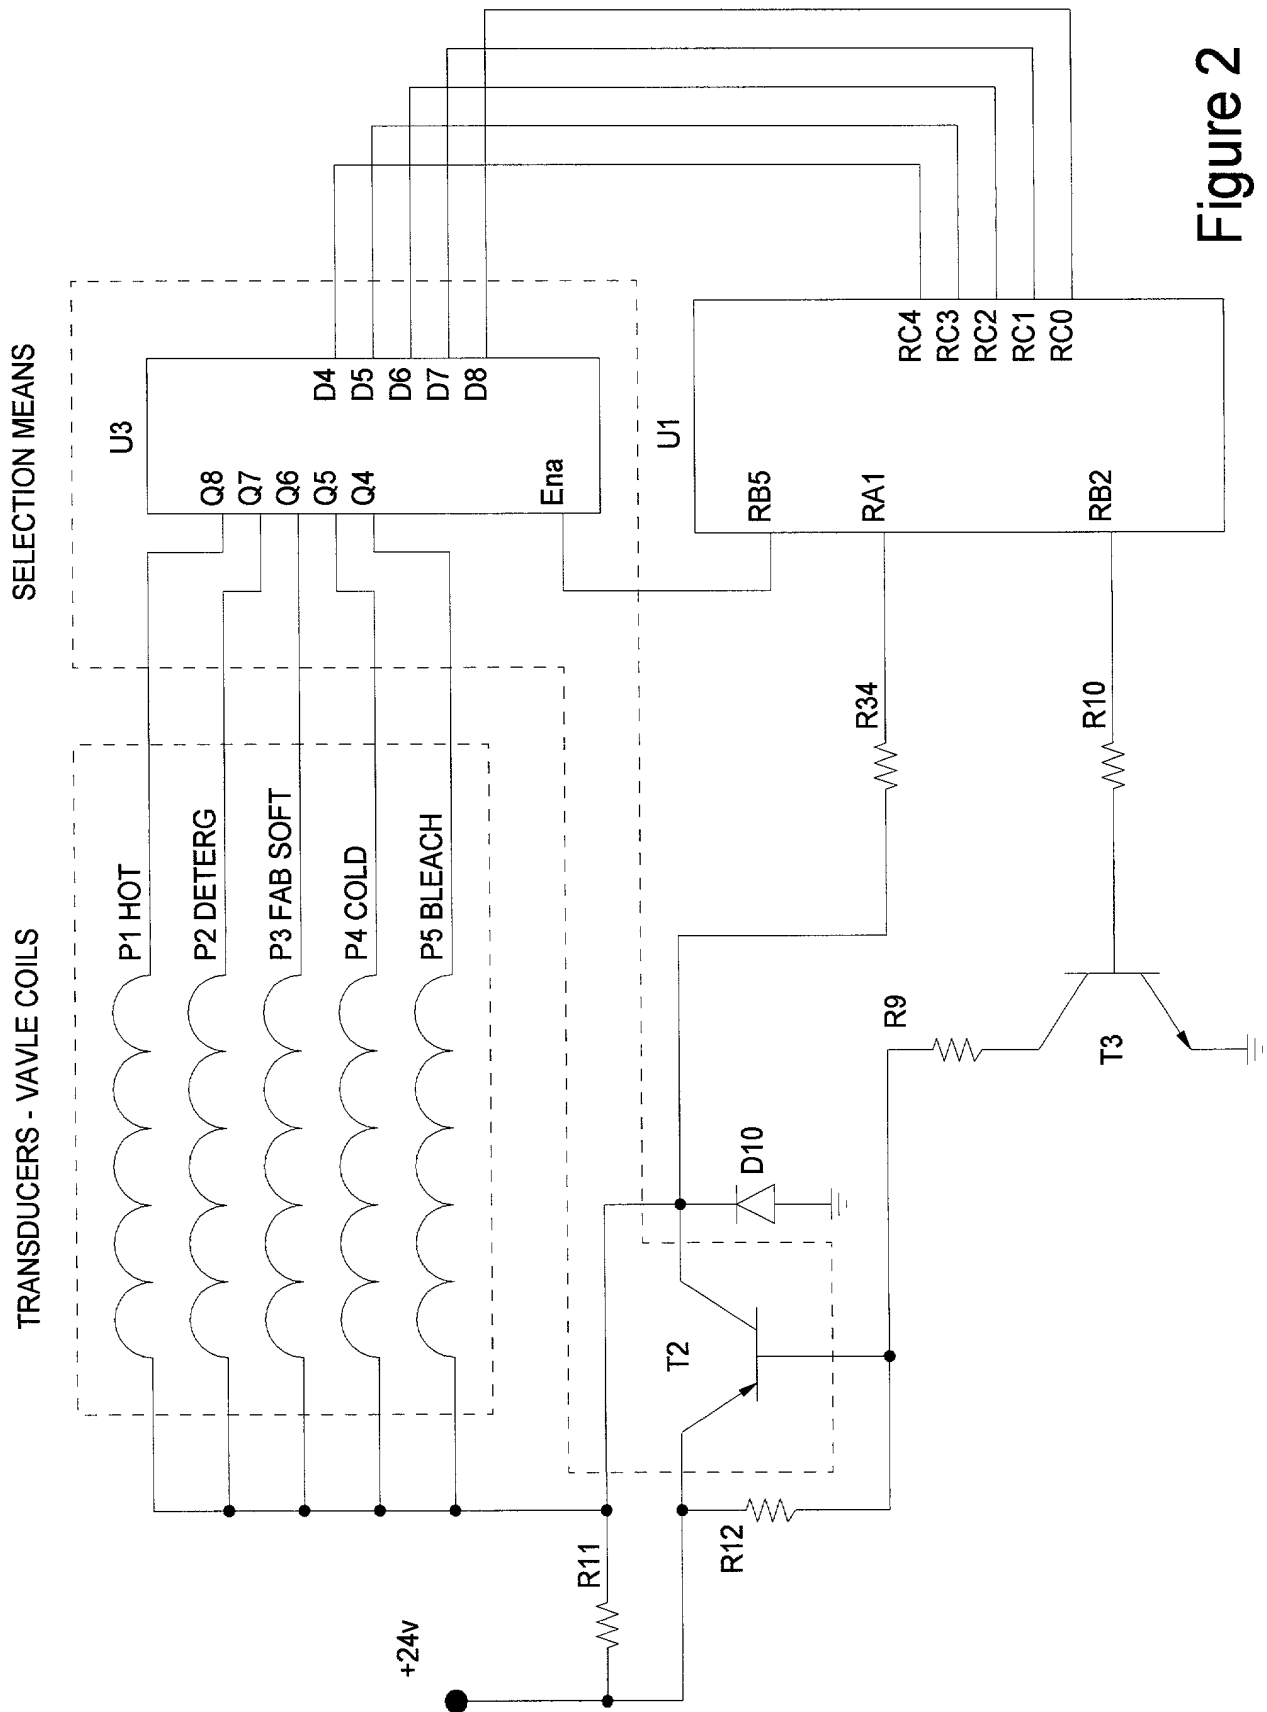 TRANSDUCERS - VAVLE COILS
SELECTION MEANS
P1 HOT
P2 DETERG
P3 FAB SOFT
P4 COLD
P5 BLEACH
U3
Q8
Q7
Q6
Q5
Q4
Ena
D4
D5
D6
D7
D8
+24v
R11
R12
T2
D10
R9
T3
R34
R10
U1
RB5
RA1
RB2
RC4
RC3
RC2
RC1
RC0
Figure 2